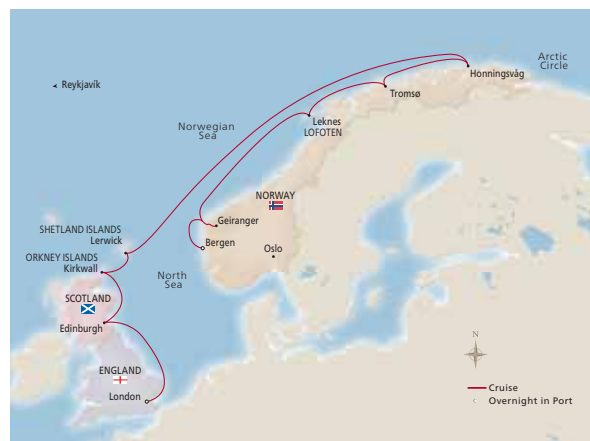 Arctic
Circle
Honningsvåg
Reykjavík
Tromsø
Leknes
LOFOTEN
Norwegian
Sea
NORWAY
Geiranger
SHETLAND ISLANDS
Lerwick
Bergen
Oslo
ORKNEY ISLANDS
Kirkwall
North
Sea
SCOTLAND
Edinburgh
N
ENGLAND
London
Cruise
Overnight in Port